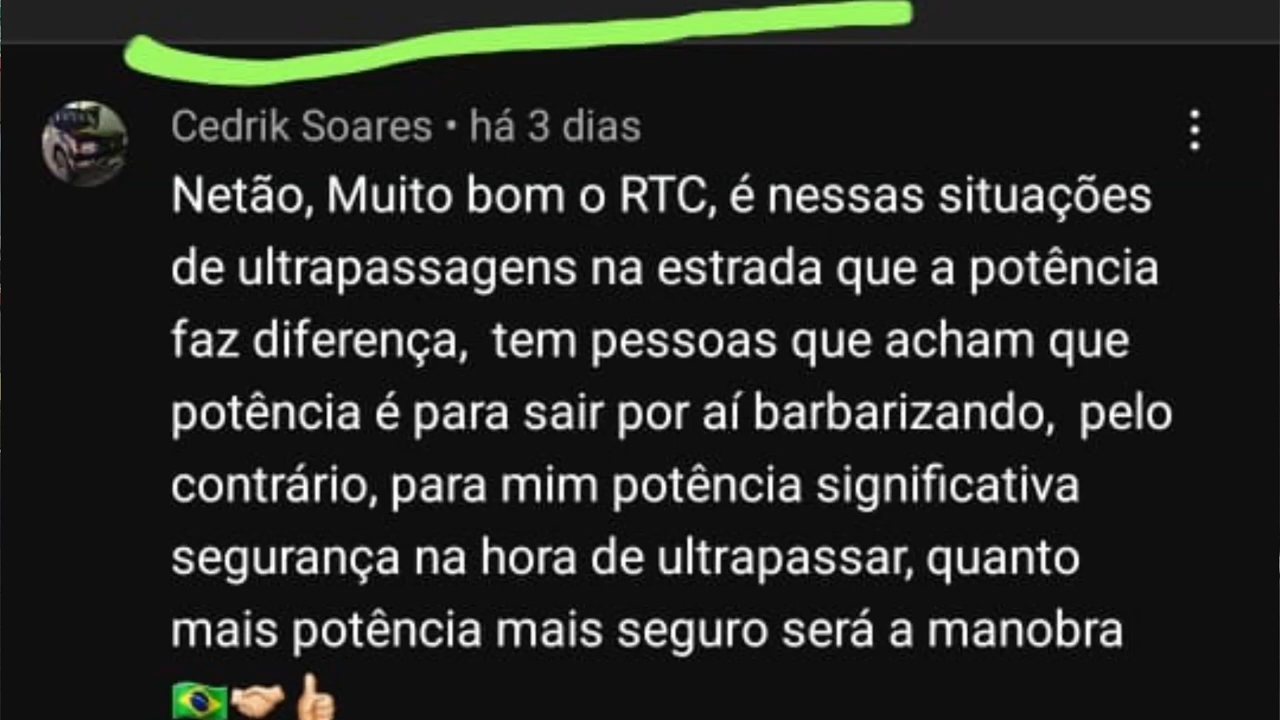 Cedrik Soares • há 3 dias
Netão, Muito bom o RTC, é nessas situações
de ultrapassagens na estrada que a potência
faz diferença,  tem pessoas que acham que
potência é para sair por aí barbarizando,  pelo
contrário, para mim potência significativa
segurança na hora de ultrapassar, quanto
mais potência mais seguro será a manobra
🇧🇷🤝🏻👍🏻